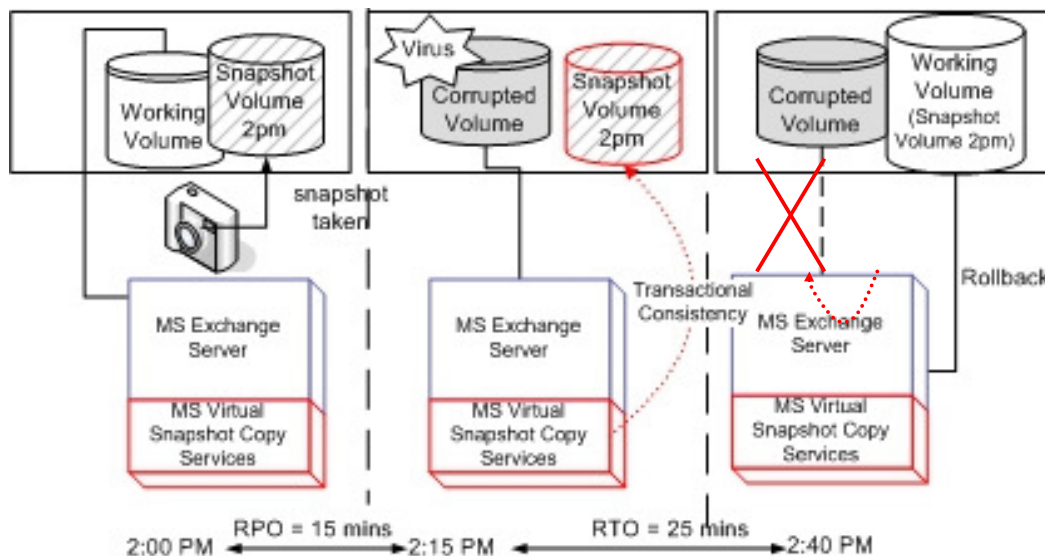 Working
Volume
Snapshot
Volume
2pm
snapshot
taken
MS Exchange
Server
MS Virtual
Snapshot Copy
Services
Virus
Corrupted
Volume
Snapshot
Volume
2pm
Transactional
Consistency
MS Exchange
Server
MS Virtual
Snapshot Copy
Services
Corrupted
Volume
Working
Volume
(Snapshot
Volume 2pm)
Rollback
MS Exchange
Server
MS Virtual
Snapshot Copy
Services
2:00 PM
RPO = 15 mins
2:15 PM
RTO = 25 mins
2:40 PM